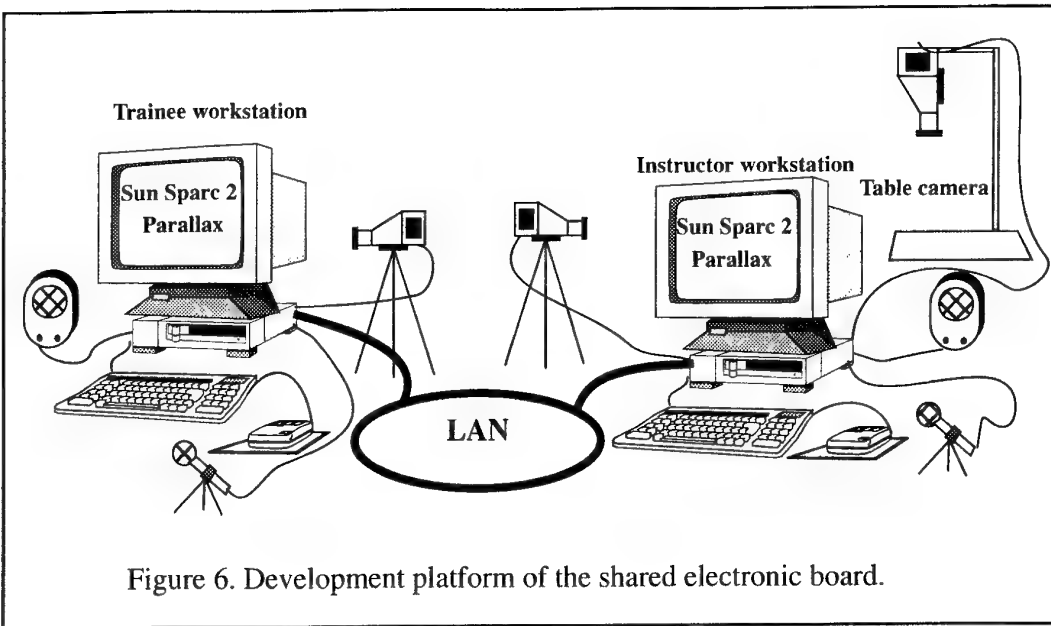 Trainee workstation
Sun Sparc 2
Parallax
Instructor workstation
Sun Sparc 2
Parallax
Table camera
LAN
Figure 6. Development platform of the shared electronic board.